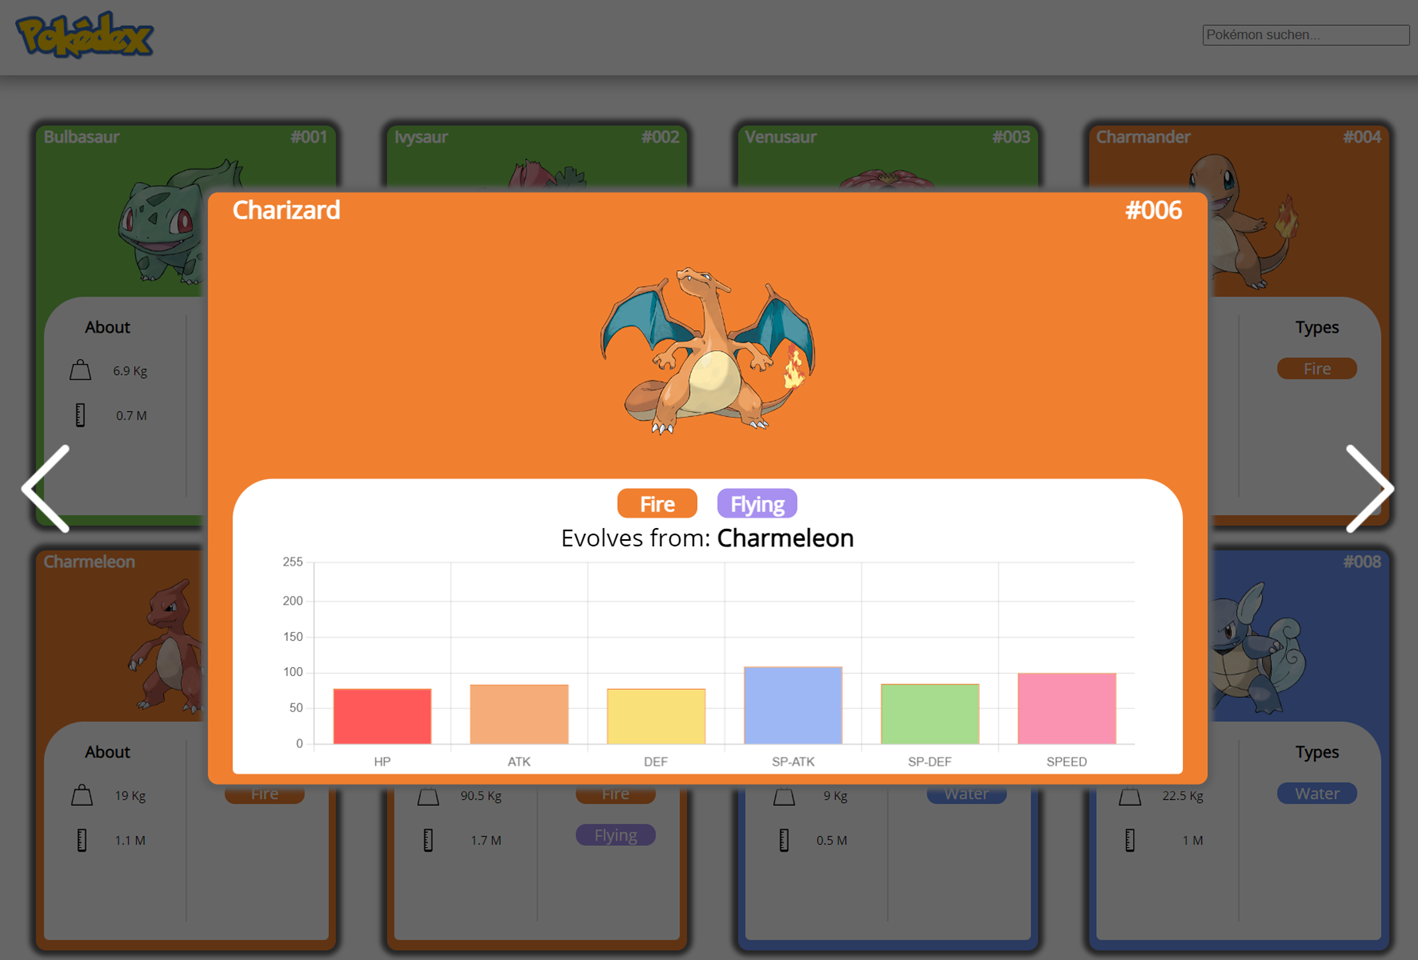 Pokédex
Pokémon suchen...
Bulbasaur #001
Ivysaur #002
Venusaur #003
Charmander #004
About
6.9 Kg
0.7 M
Types
Fire
Charizard #006
Fire Flying
Evolves from: Charmeleon
255
200
150
100
50
0
HP ATK DEF SP-ATK SP-DEF SPEED
Charmeleon
#008
About
19 Kg
1.1 M
Fire
90.5 Kg
1.7 M
Fire
Flying
9 Kg
0.5 M
Water
Types
22.5 Kg
1 M
Water